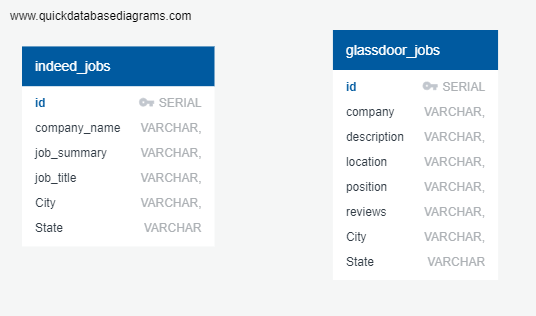 www.quickdatabasediagrams.com
indeed_jobs
id SERIAL
company_name VARCHAR,
job_summary VARCHAR,
job_title VARCHAR,
City VARCHAR,
State VARCHAR
glassdoor_jobs
id SERIAL
company VARCHAR,
description VARCHAR,
location VARCHAR,
position VARCHAR,
reviews VARCHAR,
City VARCHAR,
State VARCHAR